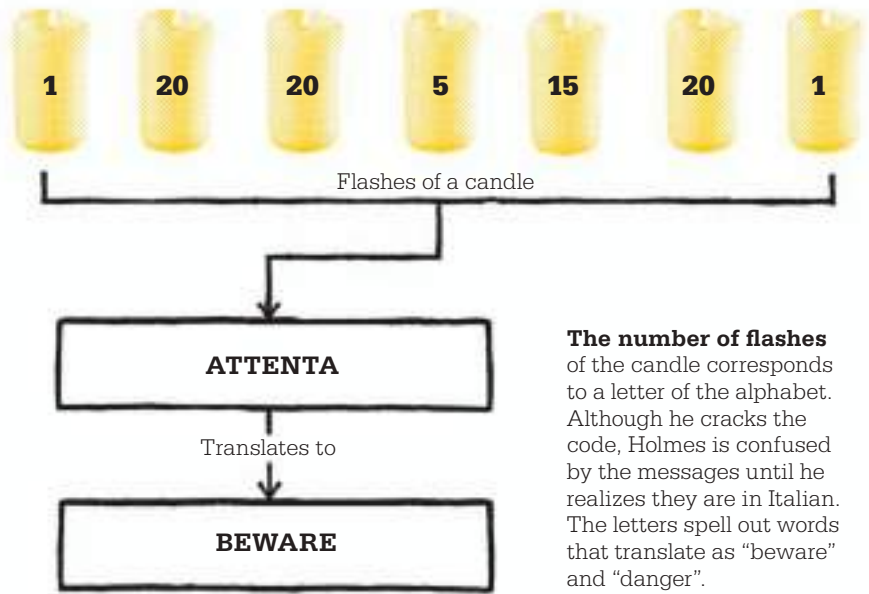 1 20 20 5 15 20 1
Flashes of a candle
ATTENTA
Translates to
BEWARE
The number of flashes
of the candle corresponds
to a letter of the alphabet.
Although he cracks the
code, Holmes is confused
by the messages until he
realizes they are in Italian.
The letters spell out words
that translate as “beware”
and “danger”.